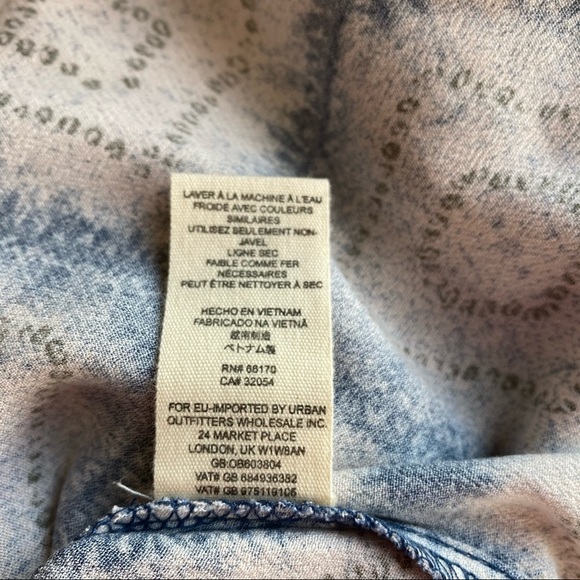 LAVER À LA MACHINE À L'EAU
FROIDE AVEC COULEURS
SIMILAIRES
UTILISEZ SEULEMENT NON-
JAVEL
LIGNE SEC
FAIBLE COMME FER
NÉCESSAIRES
PEUT ÊTRE NETTOYER À SEC
HECHO EN VIETNAM
FABRICADO NA VIETNÃ
越南制造
ベトナム製
RN# 66170
CA# 32054
FOR EU-IMPORTED BY URBAN
OUTFITTERS WHOLESALE INC.
24 MARKET PLACE
LONDON, UK W1W8AN
GB:OB603804
VAT# GB 684936382
VAT# GB 975119106